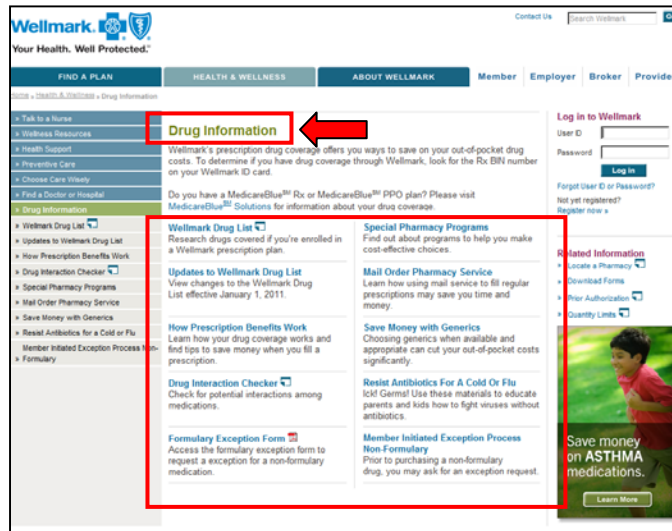 Contact Us
Search Wellmark
Wellmark.
Your Health. Well Protected.
FIND A PLAN
HEALTH & WELLNESS
ABOUT WELLMARK
Member Employer Broker Provide
Home » Health & Wellness » Drug Information
» Talk to a Nurse
» Wellness Resources
» Health Support
» Preventive Care
» Choose Care Wisely
» Find a Doctor or Hospital
» Drug Information
» Wellmark Drug List
» Updates to Wellmark Drug List
» How Prescription Benefits Work
» Drug Interaction Checker
» Special Pharmacy Programs
» Mail Order Pharmacy Service
» Save Money with Generics
» Resist Antibiotics for a Cold or Flu
Member Initiated Exception Process Non-
» Formulary
Drug Information
Wellmark's prescription drug coverage offers you ways to save on your out-of-pocket drug
costs. To determine if you have drug coverage through Wellmark, look for the Rx BIN number
on your Wellmark ID card.
Do you have a MedicareBlue℠ Rx or MedicareBlue℠ PPO plan? Please visit
MedicareBlue℠ Solutions for information about your drug coverage.
Wellmark Drug List
Research drugs covered if you're enrolled in
a Wellmark prescription plan.
Updates to Wellmark Drug List
View changes to the Wellmark Drug
List effective January 1, 2011.
How Prescription Benefits Work
Learn how your drug coverage works and
find tips to save money when you fill a
prescription.
Drug Interaction Checker
Check for potential interactions among
medications.
Formulary Exception Form
Access the formulary exception form to
request a exception for a non-formulary
medication.
Special Pharmacy Programs
Find out about programs to help you make
cost-effective choices.
Mail Order Pharmacy Service
Learn how using mail service to fill regular
prescriptions may save you time and
money.
Save Money with Generics
Choosing generics when available and
appropriate can cut your out-of-pocket costs
significantly.
Resist Antibiotics For A Cold Or Flu
Ick! Germs! Use these materials to educate
parents and kids how to fight viruses without
antibiotics.
Member Initiated Exception Process
Non-Formulary
Prior to purchasing a non-formulary
drug, you may ask for an exception request.
Log in to Wellmark
User ID
Password
Log in
Forgot User ID or Password?
Not yet registered?
Register now »
Related Information
» Locate a Pharmacy
» Download Forms
» Prior Authorization
» Quantity Limits
Save money
on ASTHMA
medications.
Learn More